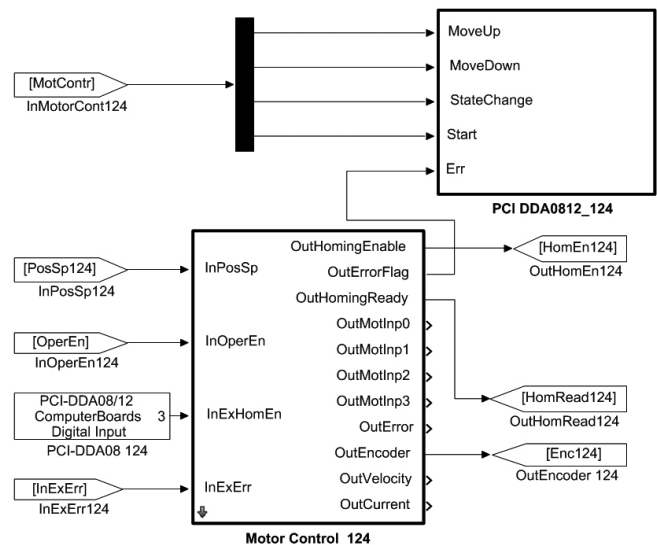 MoveUp
MoveDown
StateChange
Start
Err
PCI DDA0812_124
[MotContr]
InMotorCont124
[PosSp124]
InPosSp124
[OperEn]
InOperEn124
PCI-DDA08/12
ComputerBoards 3
Digital Input
PCI-DDA08 124
[InExErr]
InExErr124
InPosSp
InOperEn
InExHomEn
InExErr
OutHomingEnable
OutErrorFlag
OutHomingReady
OutMotInp0
OutMotInp1
OutMotInp2
OutMotInp3
OutError
OutEncoder
OutVelocity
OutCurrent
Motor Control 124
[HomEn124]
OutHomEn124
[HomRead124]
OutHomRead124
[Enc124]
OutEncoder 124